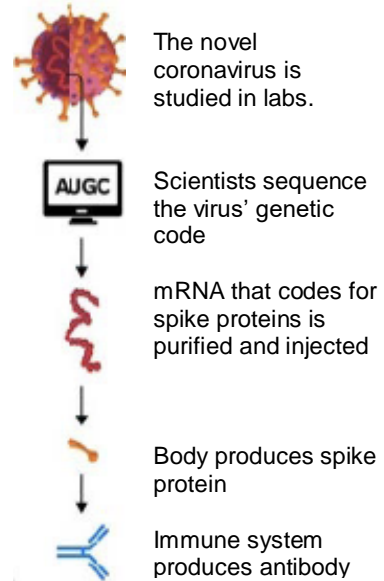 The novel
coronavirus is
studied in labs.
AUGC
Scientists sequence
the virus’ genetic
code
mRNA that codes for
spike proteins is
purified and injected
Body produces spike
protein
Immune system
produces antibody